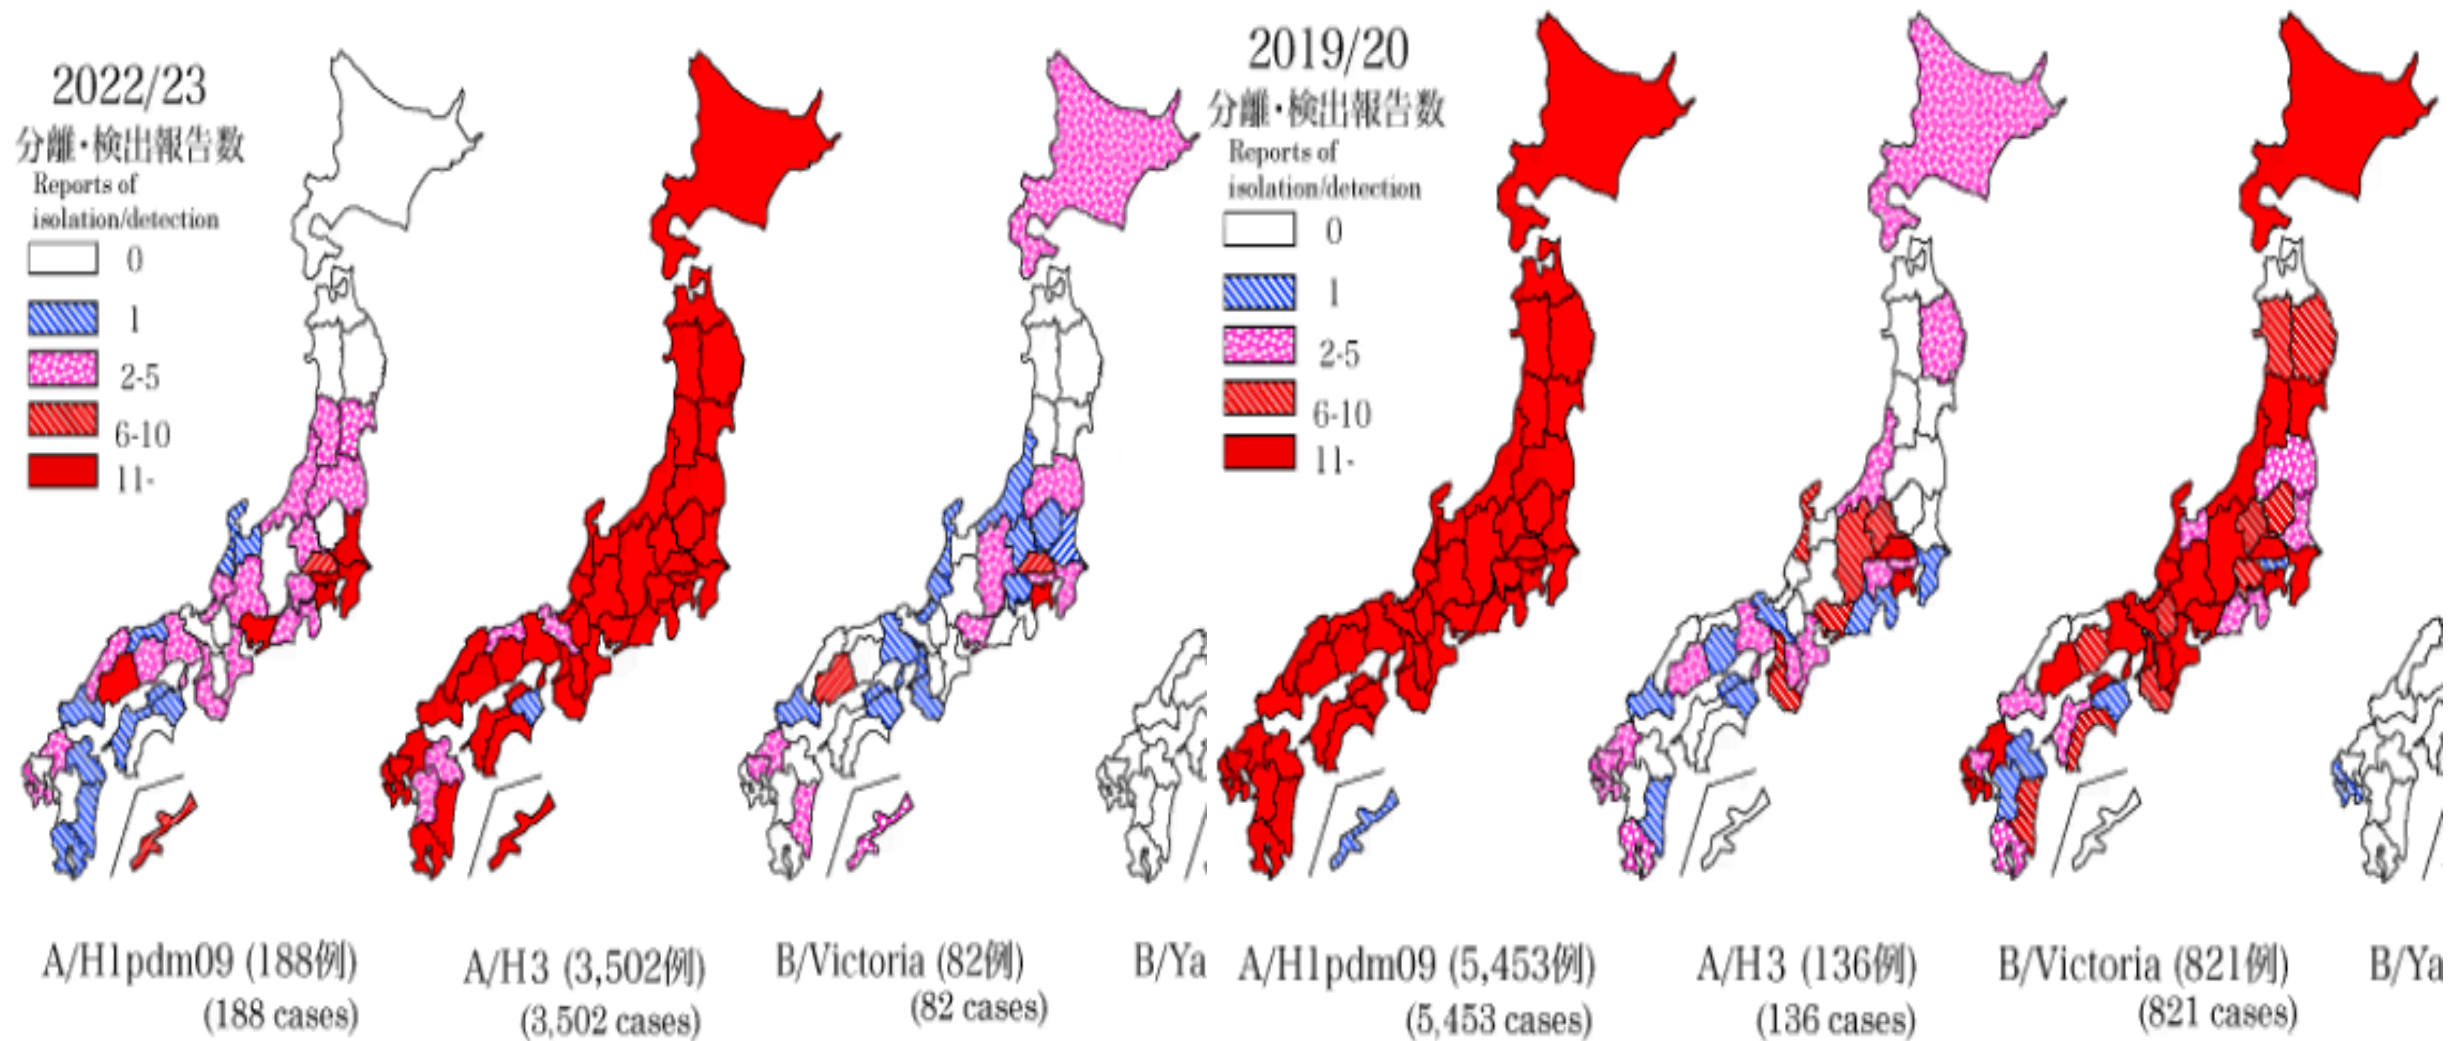 2022/23
分離・検出報告数
Reports of
isolation/detection
0
1
2-5
6-10
11-
A/H1pdm09 (188例)
(188 cases)
A/H3 (3,502例)
(3,502 cases)
B/Victoria (82例)
(82 cases)
B/Ya
2019/20
分離・検出報告数
Reports of
isolation/detection
0
1
2-5
6-10
11-
A/H1pdm09 (5,453例)
(5,453 cases)
A/H3 (136例)
(136 cases)
B/Victoria (821例)
(821 cases)
B/Ya